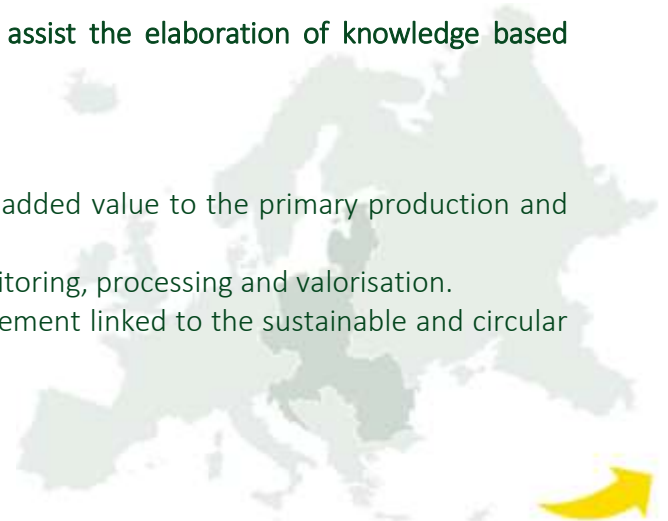 assist the elaboration of knowledge based
added value to the primary production and
itoring, processing and valorisation.
ement linked to the sustainable and circular